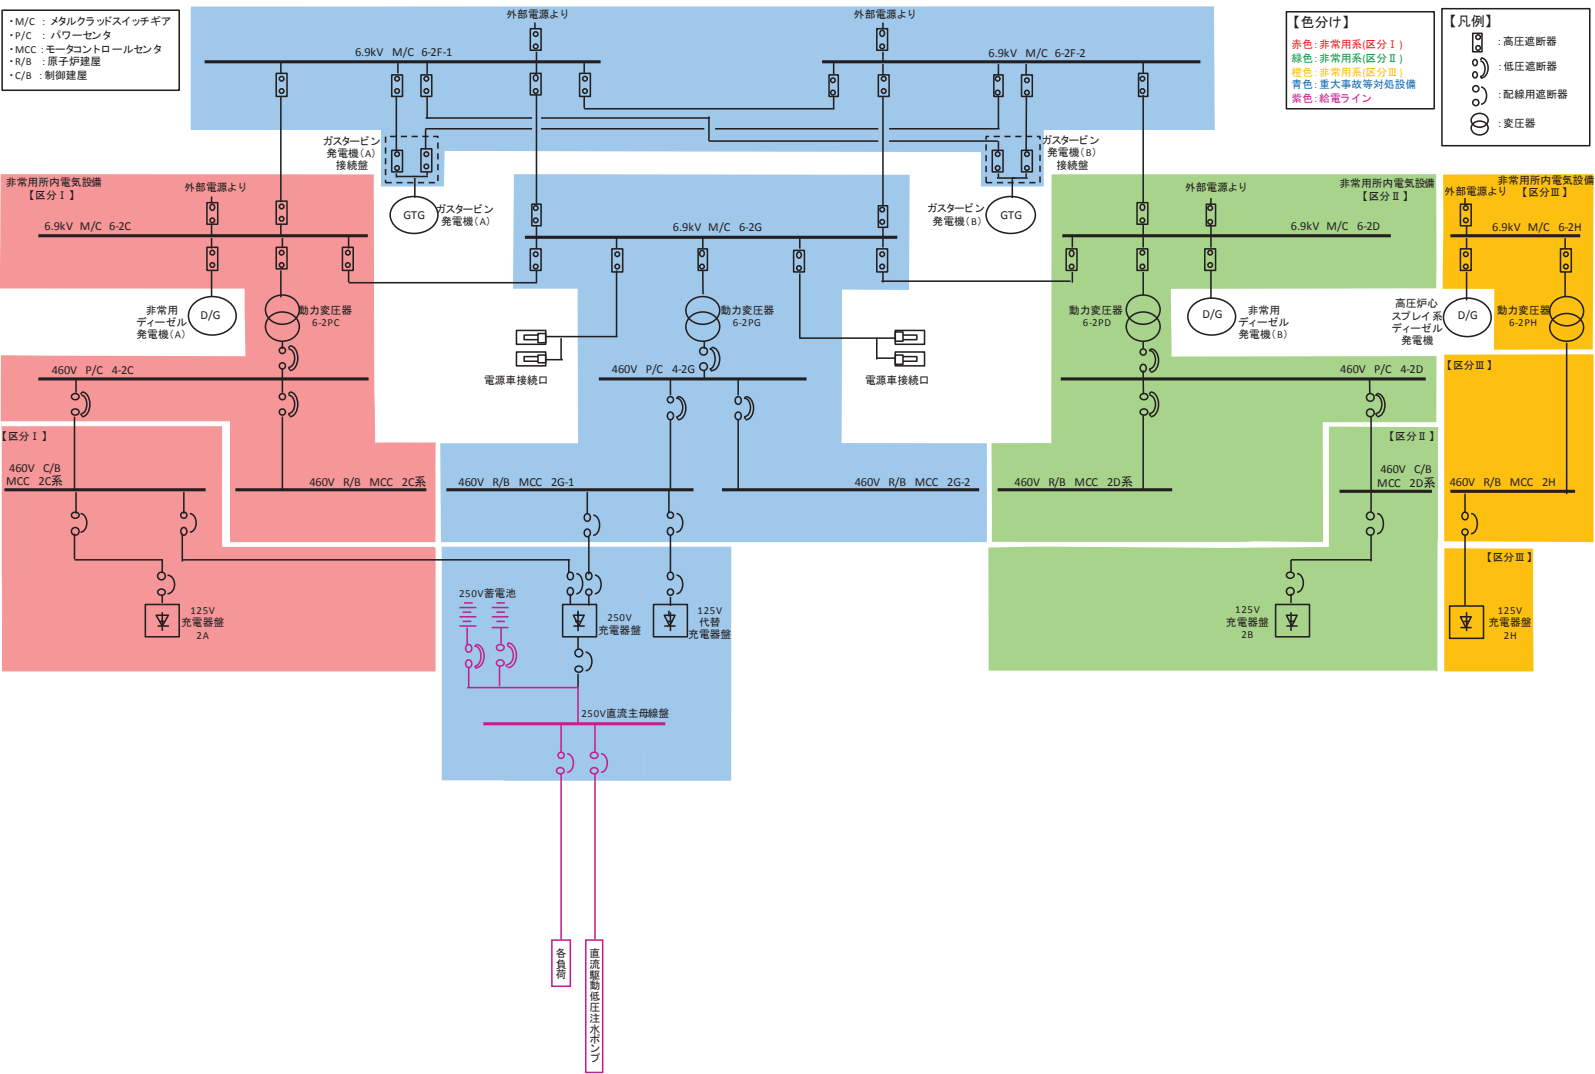 ・M/C ： メタルクラッドスイッチギア
・P/C ： パワーセンタ
・MCC ：モータコントロールセンタ
・R/B ：原子炉建屋
・C/B ：制御建屋
外部電源より
外部電源より
6.9kV M/C 6-2F-1
6.9kV M/C 6-2F-2
【色分け】
赤色：非常用系(区分Ⅰ)
緑色：非常用系(区分Ⅱ)
橙色：非常用系(区分Ⅲ)
青色：重大事故等対処設備
紫色：給電ライン
【凡例】
：高圧遮断器
：低圧遮断器
：配線用遮断器
：変圧器
ガスタービン
発電機(A)
接続盤
ガスタービン
発電機(B)
接続盤
非常用所内電気設備
【区分Ⅰ】
外部電源より
6.9kV M/C 6-2C
GTG
ガスタービン
発電機(A)
6.9kV M/C 6-2G
ガスタービン
発電機(B)
GTG
外部電源より
非常用所内電気設備
【区分Ⅱ】
6.9kV M/C 6-2D
非常用所内電気設備
【区分Ⅲ】
外部電源より
6.9kV M/C 6-2H
非常用
ディーゼル
発電機(A)
D/G
動力変圧器
6-2PC
動力変圧器
6-2PG
動力変圧器
6-2PD
D/G
非常用
ディーゼル
発電機(B)
高圧炉心
スプレイ系
ディーゼル
発電機
D/G
動力変圧器
6-2PH
460V P/C 4-2C
電源車接続口
460V P/C 4-2G
電源車接続口
460V P/C 4-2D
【区分Ⅲ】
【区分Ⅰ】
460V C/B
MCC 2C系
460V R/B MCC 2C系
460V R/B MCC 2G-1
460V R/B MCC 2G-2
460V R/B MCC 2D系
【区分Ⅱ】
460V C/B
MCC 2D系
460V R/B MCC 2H
【区分Ⅲ】
125V
充電器盤
2A
250V蓄電池
250V
充電器盤
125V
代替
充電器盤
125V
充電器盤
2B
125V
充電器盤
2H
250V直流主母線盤
各負荷
直流駆動低圧注水ポンプ